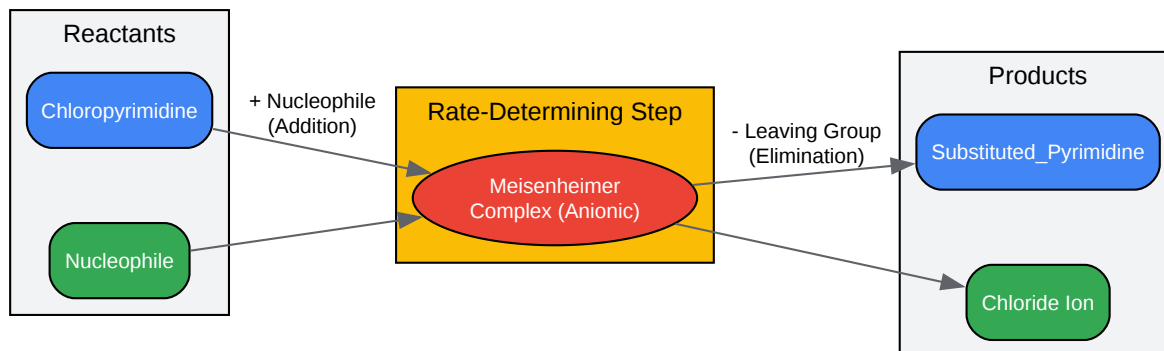 Reactants
Chloropyrimidine
Nucleophile
+ Nucleophile
(Addition)
Rate-Determining Step
Meisenheimer
Complex (Anionic)
- Leaving Group
(Elimination)
Products
Substituted_Pyrimidine
Chloride Ion